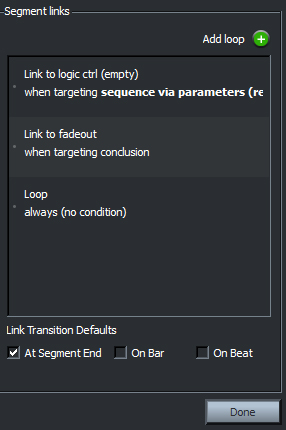 Segment links
Add loop
Link to logic ctrl (empty)
when targeting sequence via parameters (re
Link to fadeout
when targeting conclusion
Loop
always (no condition)
Link Transition Defaults
At Segment End On Bar On Beat
Done